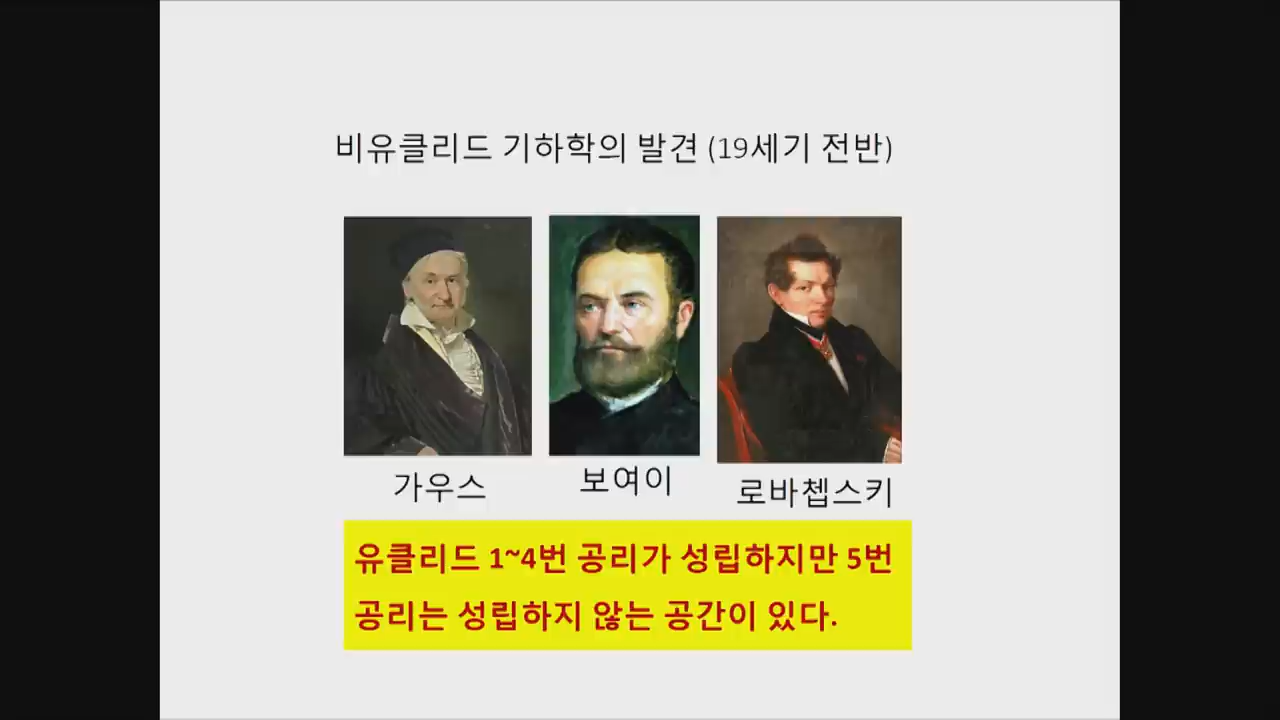 비유클리드 기하학의 발견 (19세기 전반)
가우스
보여이
로바쳅스키
유클리드 1~4번 공리가 성립하지만 5번
공리는 성립하지 않는 공간이 있다.